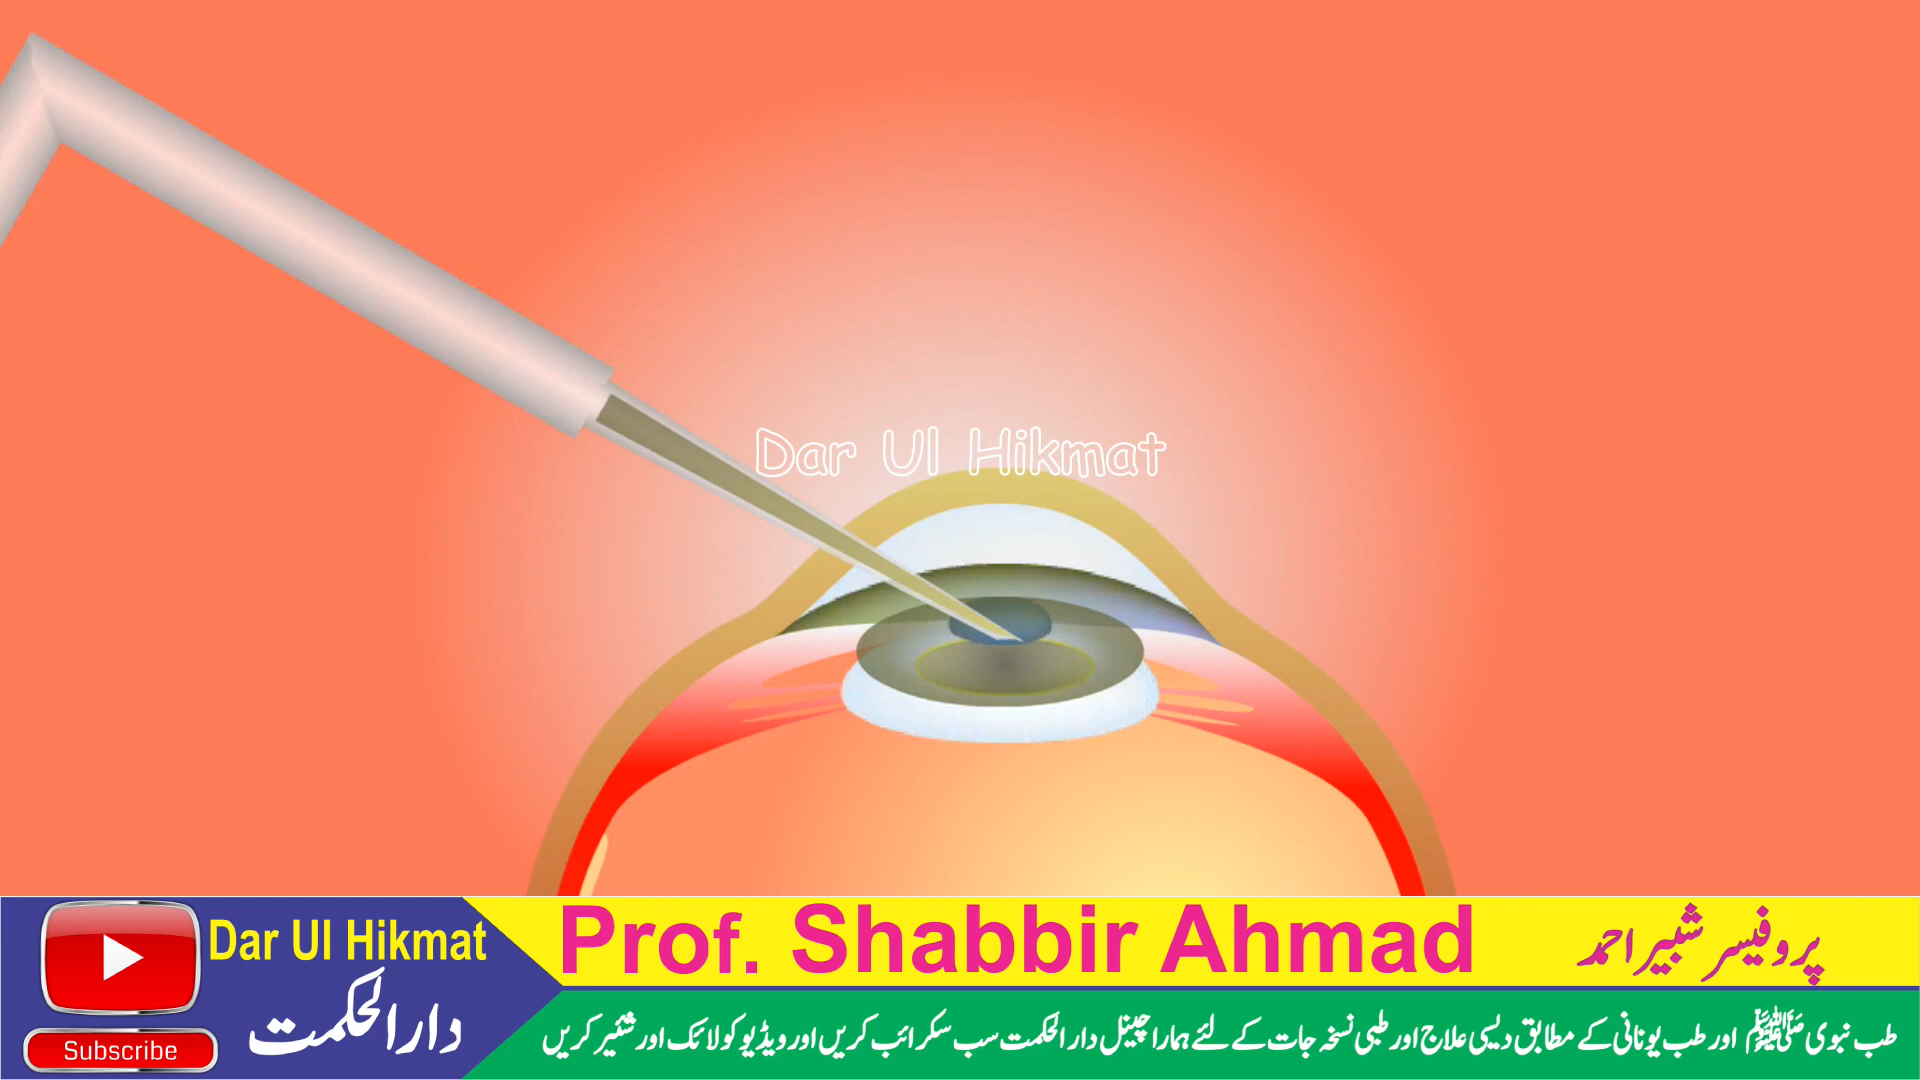 Dar Ul Hikmat
Dar Ul Hikmat
دارالحکمت
Subscribe
Prof. Shabbir Ahmad
پروفیسر شبیر احمد
طب نبوی ﷺ اور طب یونانی کے مطابق دیسی علاج اور طبی نسخہ جات کے لئے ہمارا چینل دار الحکمت سب سکرائب کریں اور ویڈیو کو لائک اور شئیر کریں